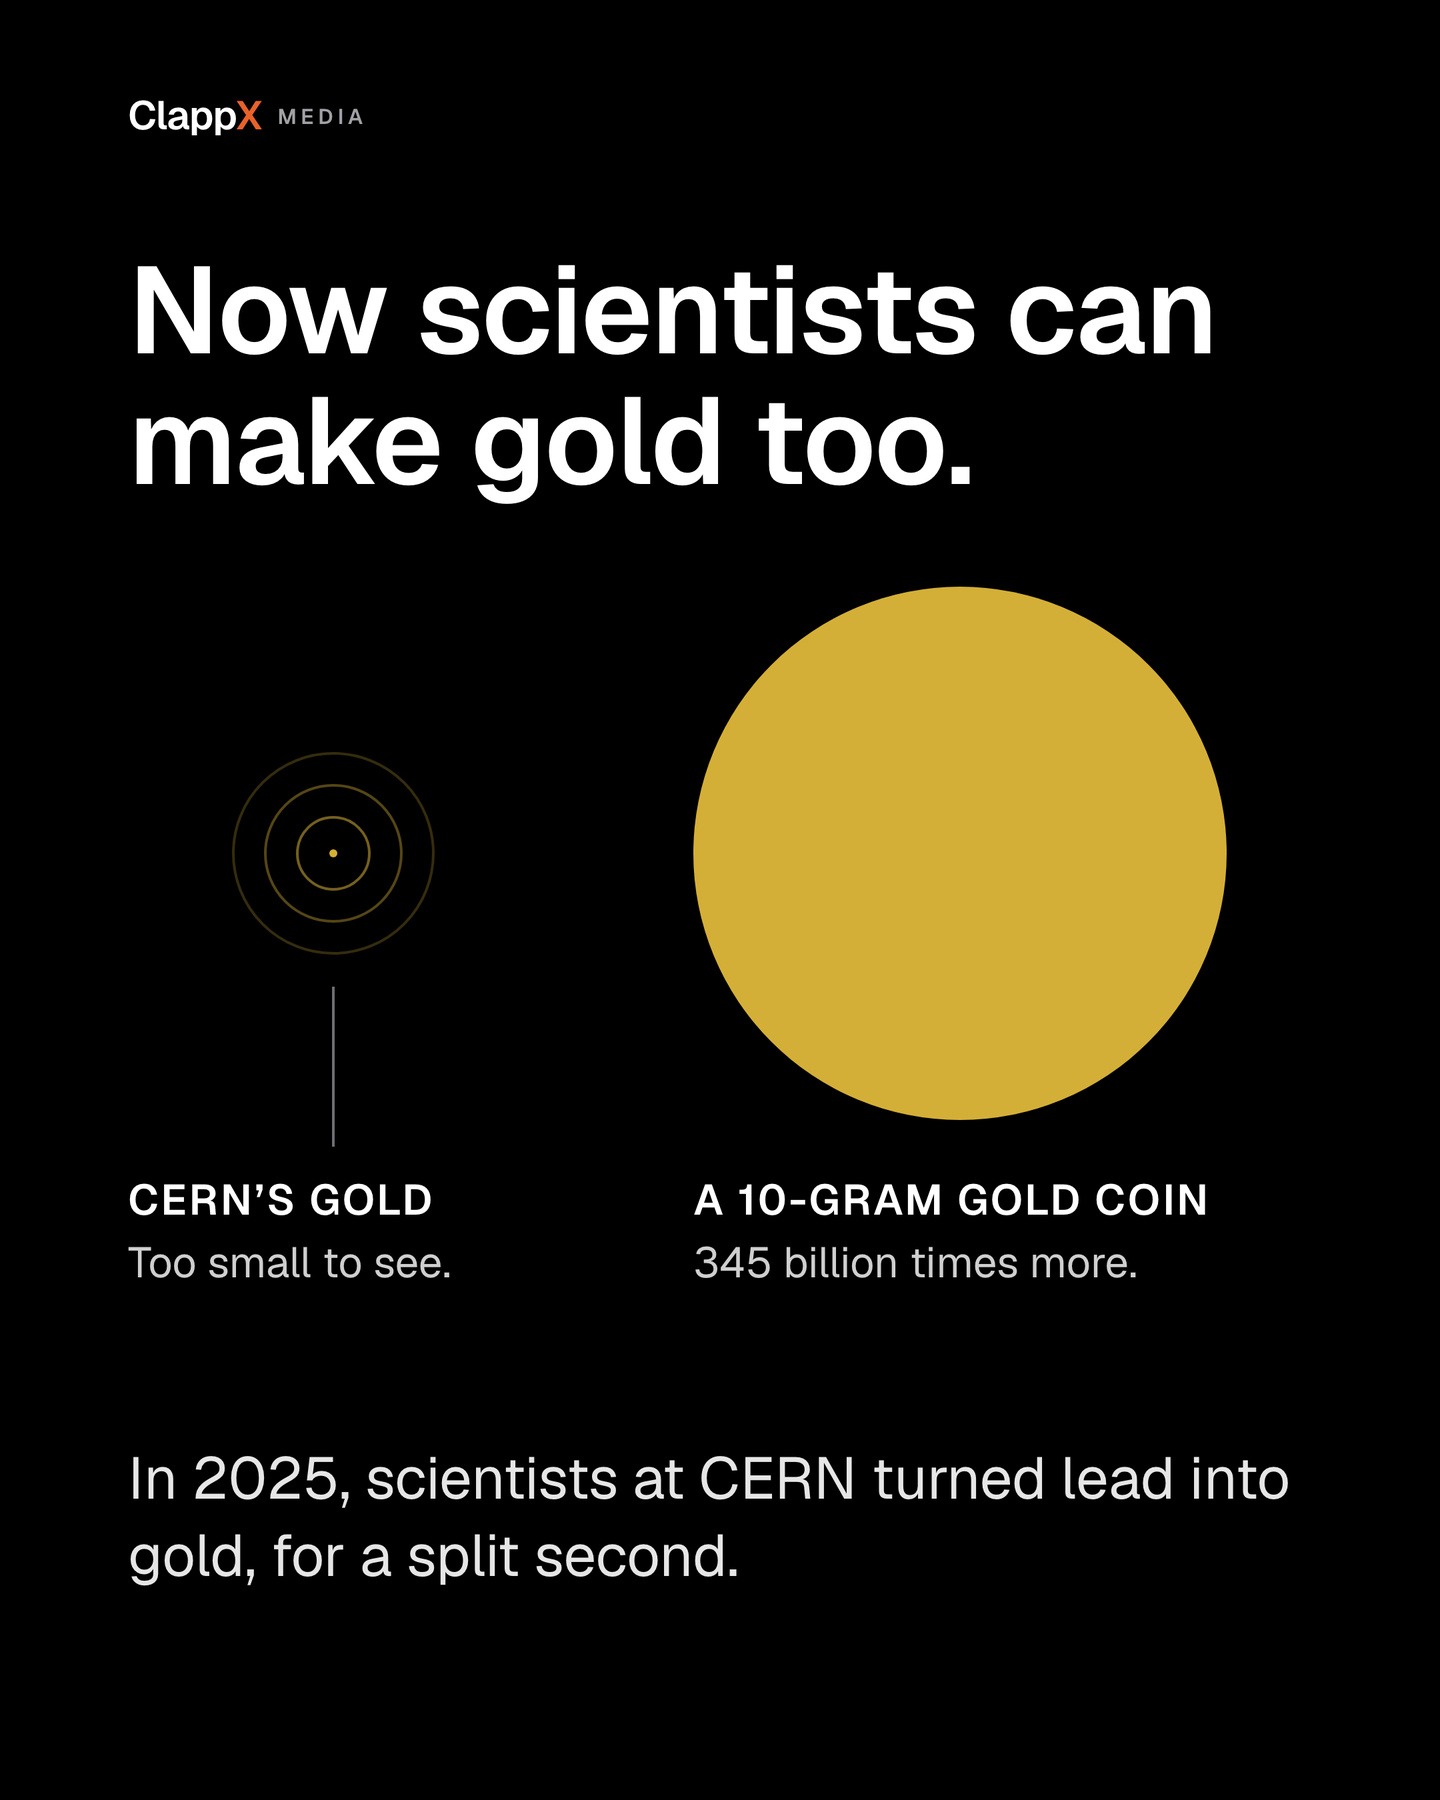 ClappX MEDIA
Now scientists can
make gold too.
CERN’S GOLD
Too small to see.
A 10-GRAM GOLD COIN
345 billion times more.
In 2025, scientists at CERN turned lead into
gold, for a split second.